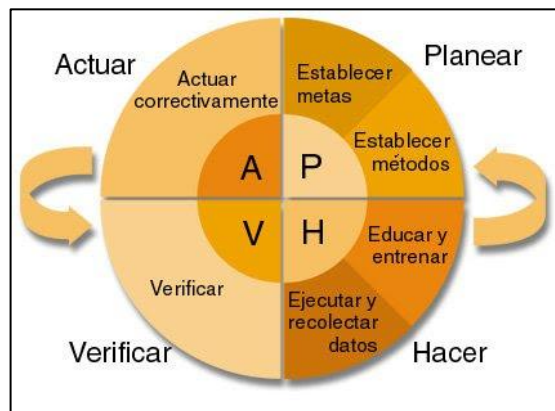 Actuar
Planear
Actuar
correctivamente
Establecer
metas
Establecer
métodos
A
P
V
H
Educar y
entrenar
Verificar
Ejecutar y
recolectar
datos
Verificar
Hacer